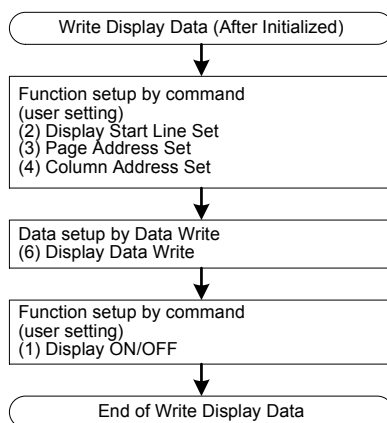 Write Display Data (After Initialized)
Function setup by command
(user setting)
(2) Display Start Line Set
(3) Page Address Set
(4) Column Address Set
Data setup by Data Write
(6) Display Data Write
Function setup by command
(user setting)
(1) Display ON/OFF
End of Write Display Data